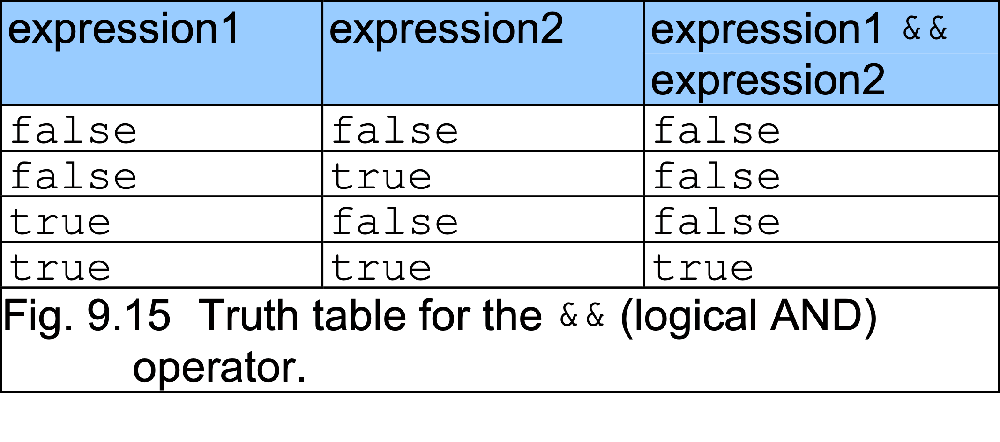 expression1 expression2 expression1 &&
expression2
false false false
false true false
true false false
true true true
Fig. 9.15 Truth table for the && (logical AND)
operator.